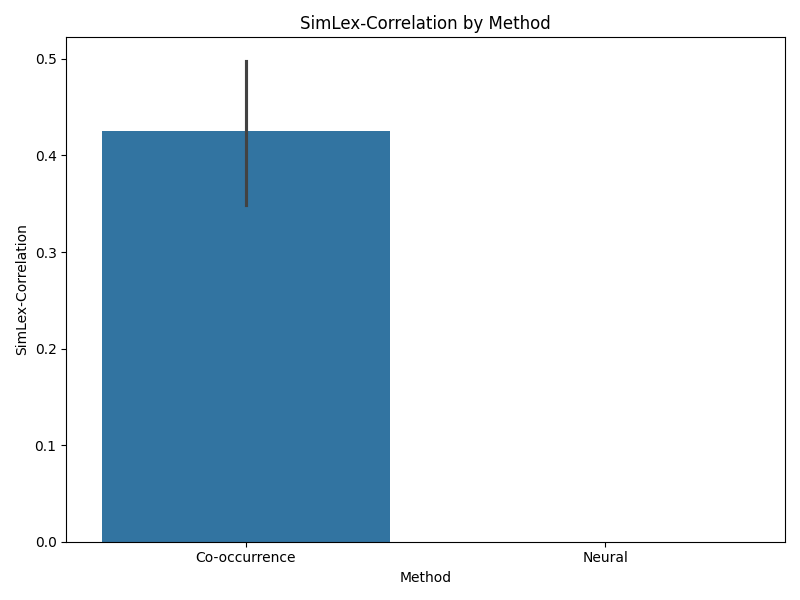 SimLex-Correlation by Method
SimLex-Correlation
0.5
0.4
0.3
0.2
0.1
0.0
Co-occurrence
Neural
Method